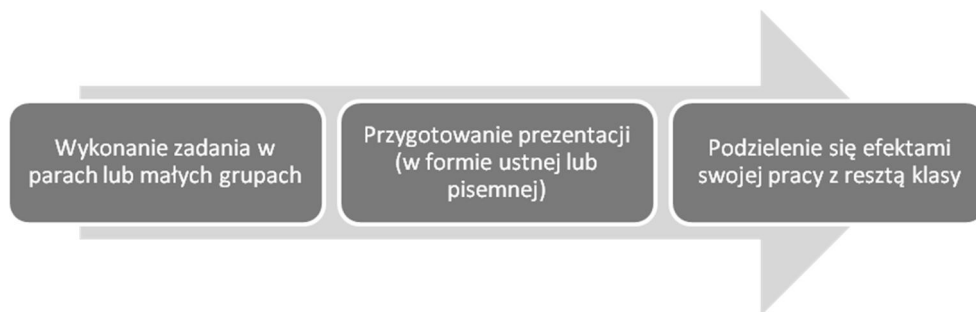 Wykonanie zadania w
parach lub małych grupach
Przygotowanie prezentacji
(w formie ustnej lub
pisemnej)
Podzielenie się efektami
swojej pracy z resztą klasy